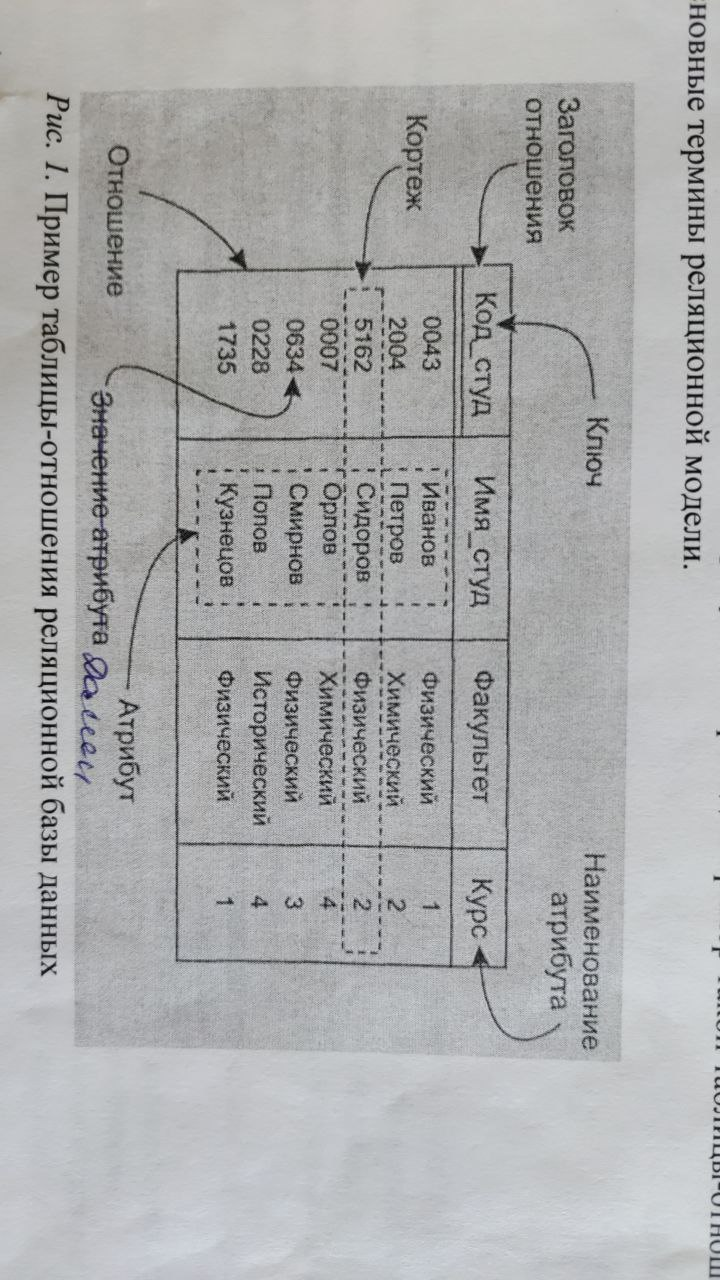 новные термины реляционной модели.
Ключ
Наименование
атрибута
Заголовок
отношения
Кортеж
Код_студ Имя_студ Факультет Курс
0043 Иванов Физический 1
2004 Петров Химический 2
5162 Сидоров Физический 2
0007 Орлов Химический 4
0634 Смирнов Физический 3
0228 Попов Исторический 4
1735 Кузнецов Физический 1
Отношение
Атрибут
Значение атрибута
Рис. 1. Пример таблицы-отношения реляционной базы данных